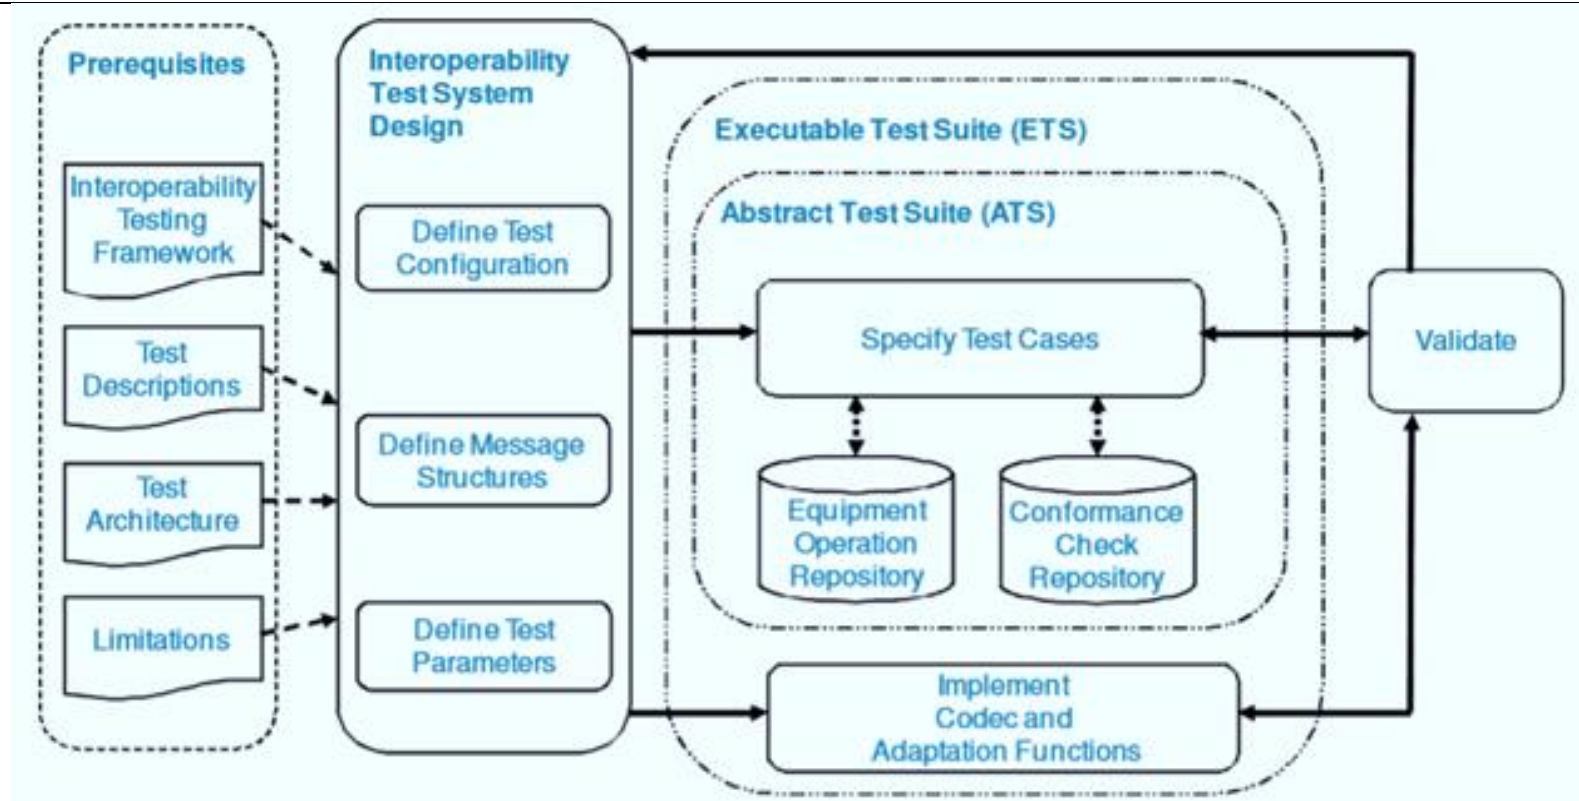 Prerequisites
Interoperability
Testing
Framework
Test
Descriptions
Test
Architecture
Limitations
Interoperability
Test System
Design
Define Test
Configuration
Define Message
Structures
Define Test
Parameters
Executable Test Suite (ETS)
Abstract Test Suite (ATS)
Specify Test Cases
Equipment
Operation
Repository
Conformance
Check
Repository
Implement
Codec and
Adaptation Functions
Validate